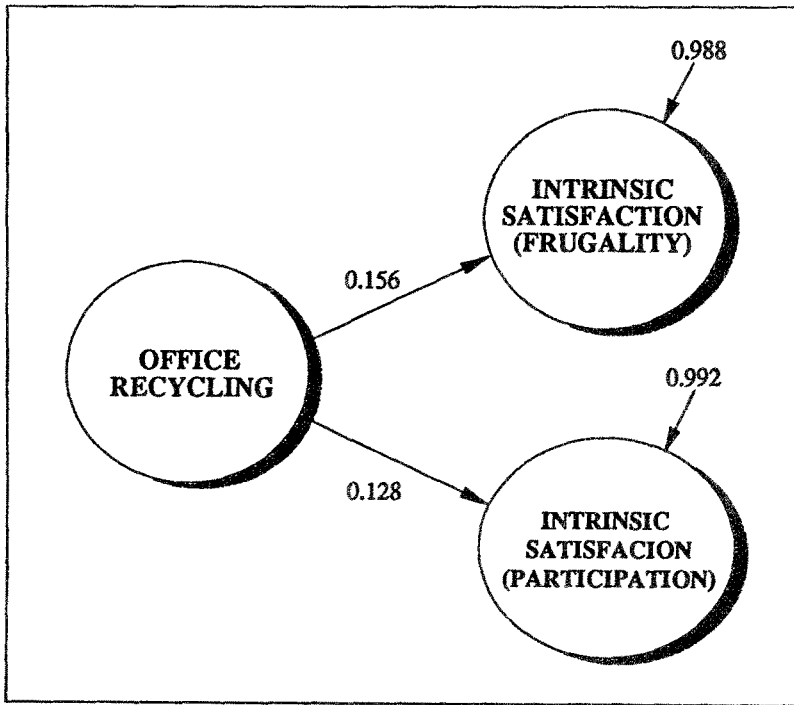 0.988
INTRINSIC
SATISFACTION
(FRUGALITY)
0.156
OFFICE
RECYCLING
0.992
0.128
INTRINSIC
SATISFACION
(PARTICIPATION)